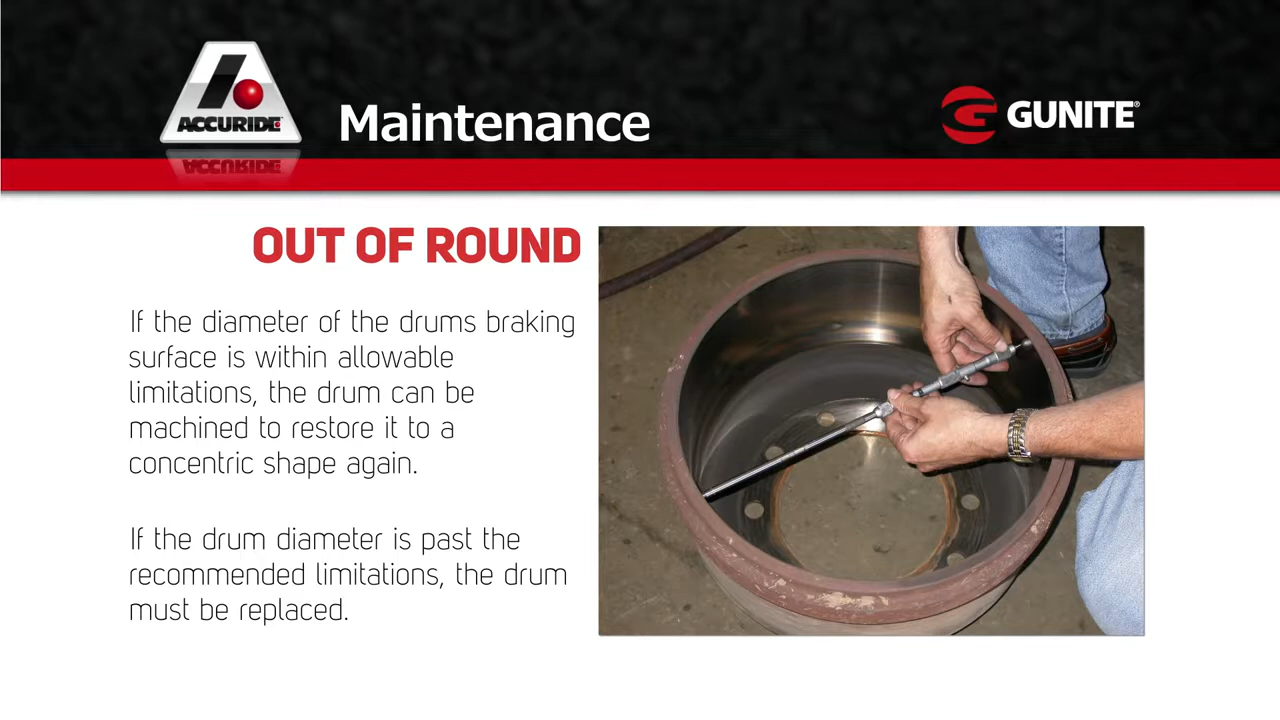 ACCURIDE
Maintenance
GUNITE®
OUT OF ROUND
If the diameter of the drums braking
surface is within allowable
limitations, the drum can be
machined to restore it to a
concentric shape again.
If the drum diameter is past the
recommended limitations, the drum
must be replaced.